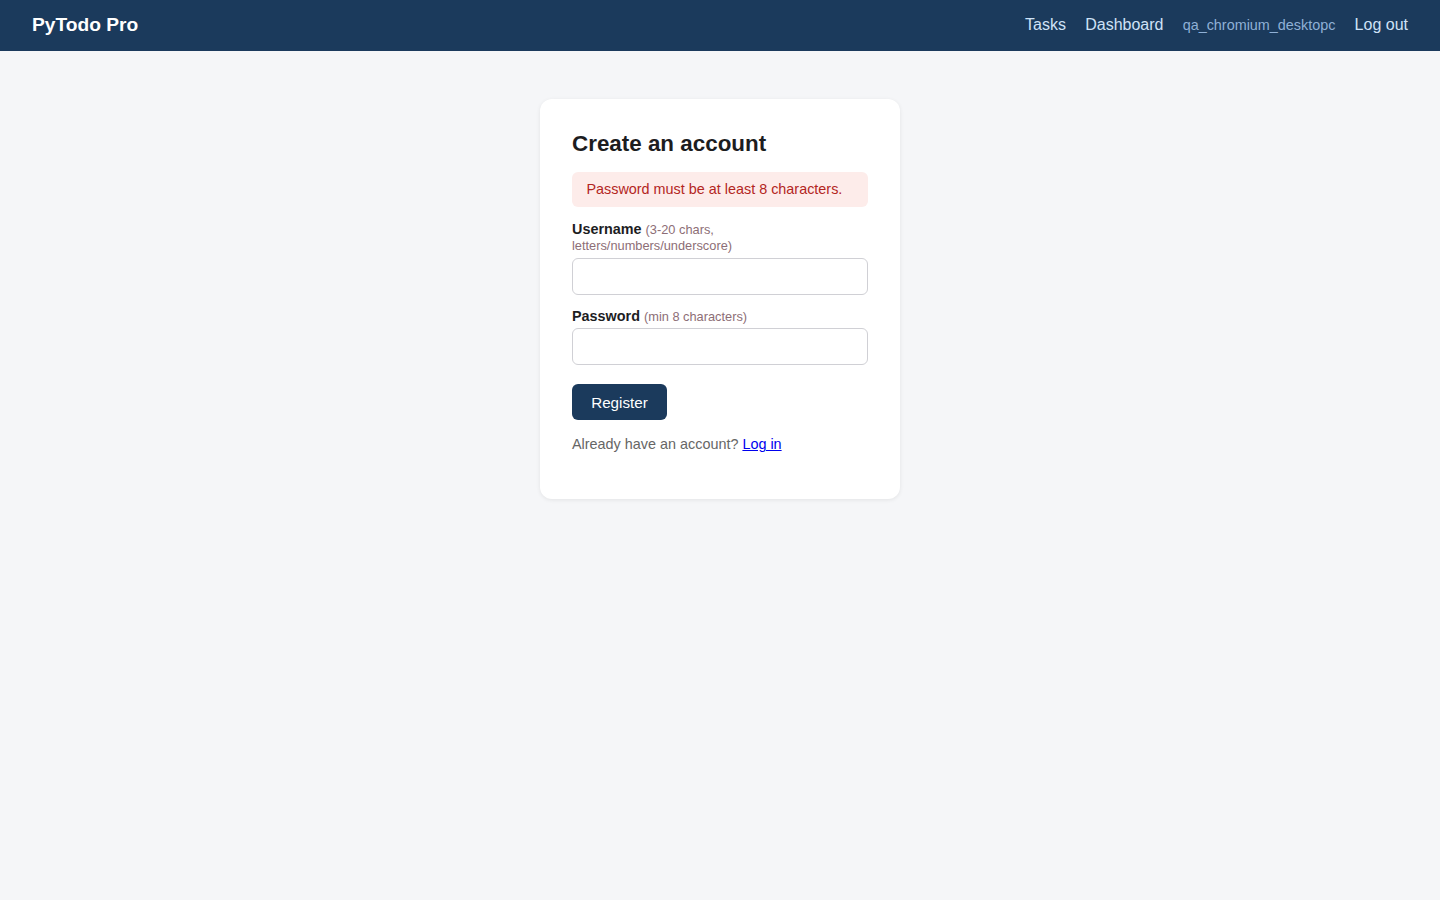 PyTodo Pro
Tasks Dashboard qa_chromium_desktopc Log out
Create an account
Password must be at least 8 characters.
Username (3-20 chars,
letters/numbers/underscore)
Password (min 8 characters)
Register
Already have an account? Log in